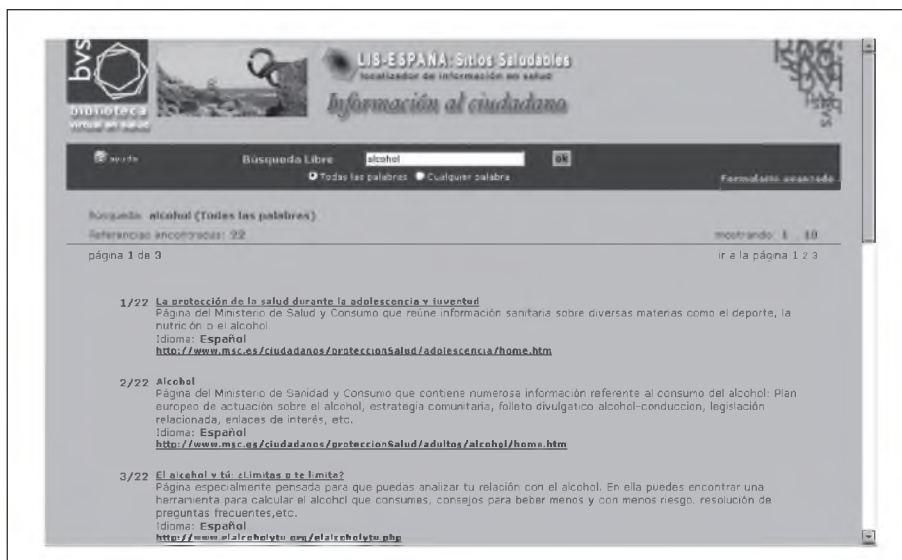 bvs
biblioteca
virtual en salud
LIS-ESPAÑA: Sitios Saludables
localizador de información en salud
Información al ciudadano
bvs
ayuda
Búsqueda Libre alcohol ok
Todas las palabras Cualquier palabra
Formulario avanzado
Búsqueda: alcohol (Todas las palabras)
Referencias encontradas: 22
mostrando: 1 .. 10
página 1 de 3
ir a la página 1 2 3
1/22 La protección de la salud durante la adolescencia y juventud
Página del Ministerio de Salud y Consumo que reúne información sanitaria sobre diversas materias como el deporte, la
nutrición o el alcohol.
Idioma: Español
http://www.msc.es/ciudadanos/proteccionSalud/adolescencia/home.htm
2/22 Alcohol
Página del Ministerio de Sanidad y Consumo que contiene numerosa información referente al consumo del alcohol: Plan
europeo de actuación sobre el alcohol, estrategia comunitaria, folleto divulgatico alcohol-conduccion, legislación
relacionada, enlaces de interés, etc.
Idioma: Español
http://www.msc.es/ciudadanos/proteccionSalud/adultos/alcohol/home.htm
3/22 El alcohol y tú: ¿Limitas o te limita?
Página especialmente pensada para que puedas analizar tu relación con el alcohol. En ella puedes encontrar una
herramienta para calcular el alcohol que consumes, consejos para beber menos y con menos riesgo, resolución de
preguntas frecuentes,etc.
Idioma: Español
http://www.elalcoholytu.org/elalcoholytu.php